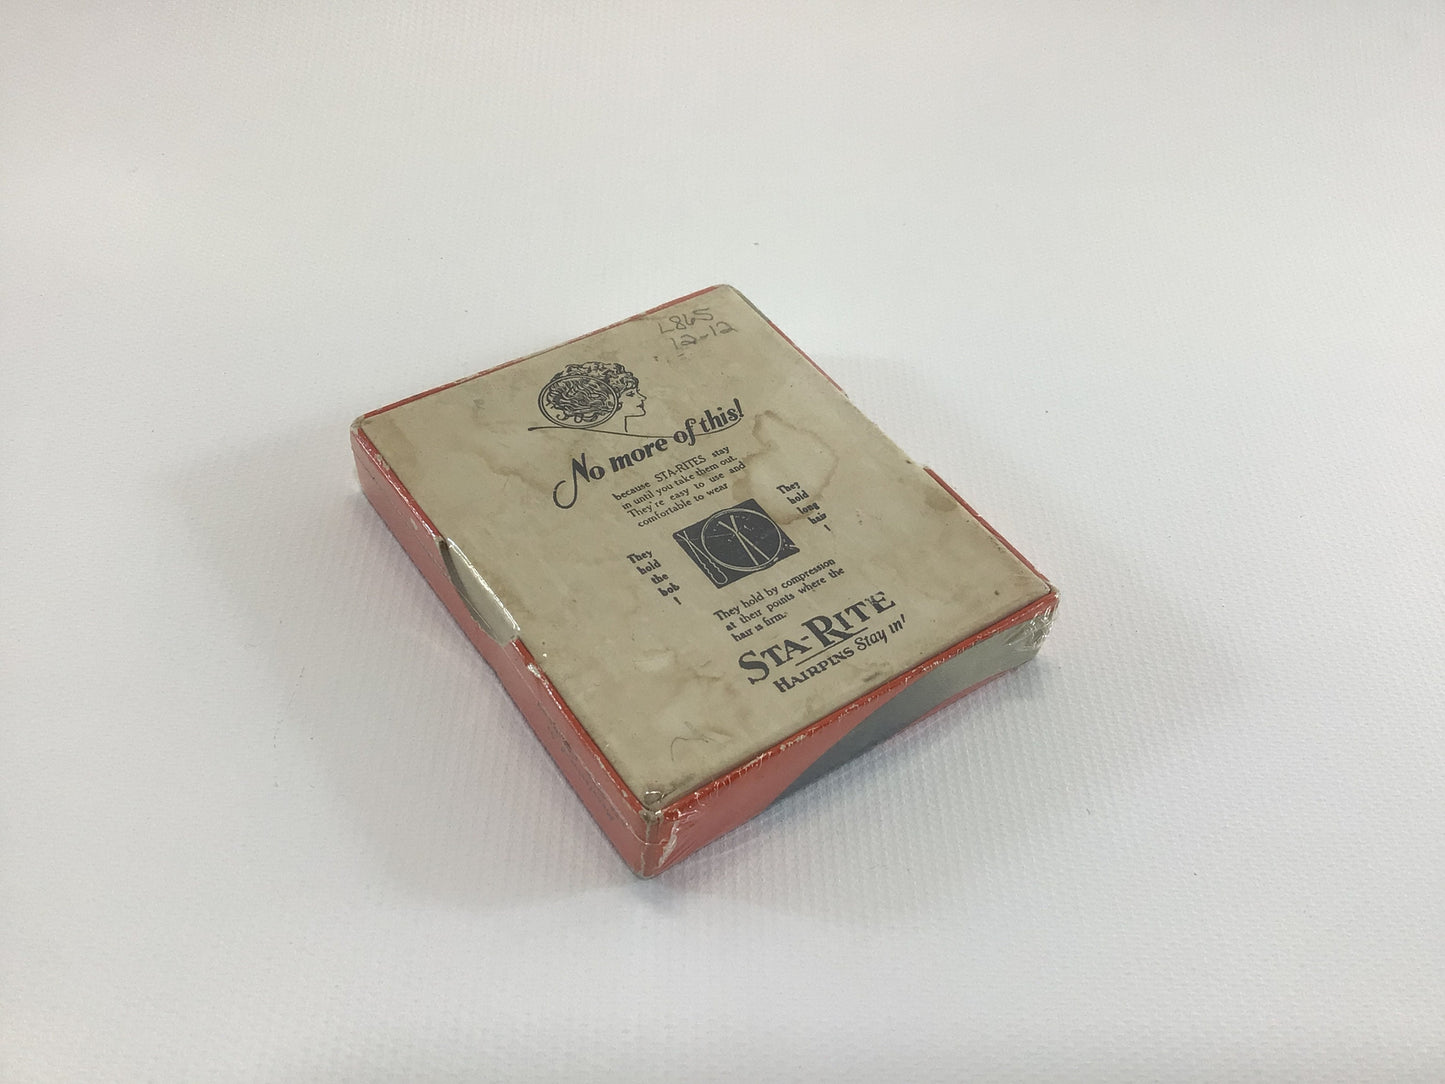 L865
12-12
No more of this!
because STA-RITES stay
in until you take them out.
They're easy to use and
comfortable to wear
They
hold
the
bob
!
They
hold
long
hair
!
They hold by compression
at their points where the
hair is firm.
STA-RITE
HAIRPINS Stay in!